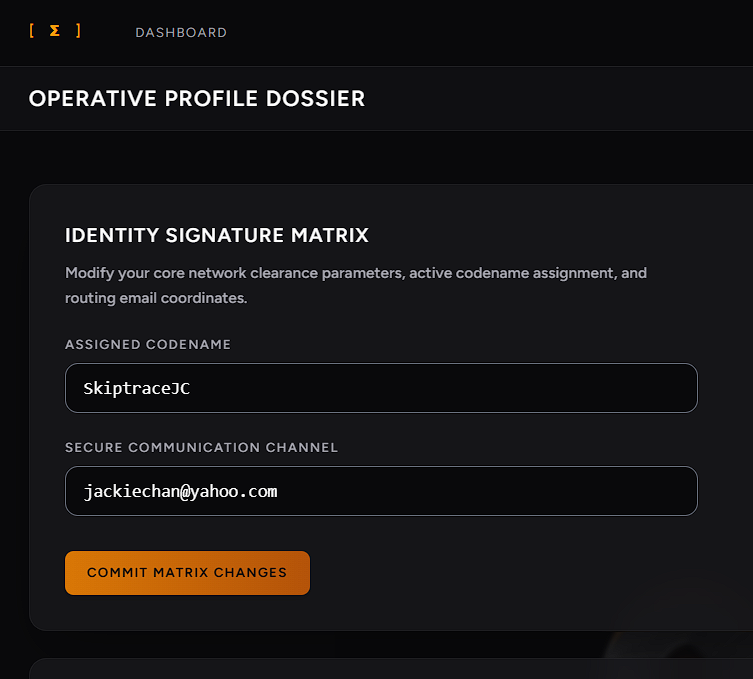 [ Σ ]
DASHBOARD
OPERATIVE PROFILE DOSSIER
IDENTITY SIGNATURE MATRIX
Modify your core network clearance parameters, active codename assignment, and
routing email coordinates.
ASSIGNED CODENAME
SkiptraceJC
SECURE COMMUNICATION CHANNEL
jackiechan@yahoo.com
COMMIT MATRIX CHANGES